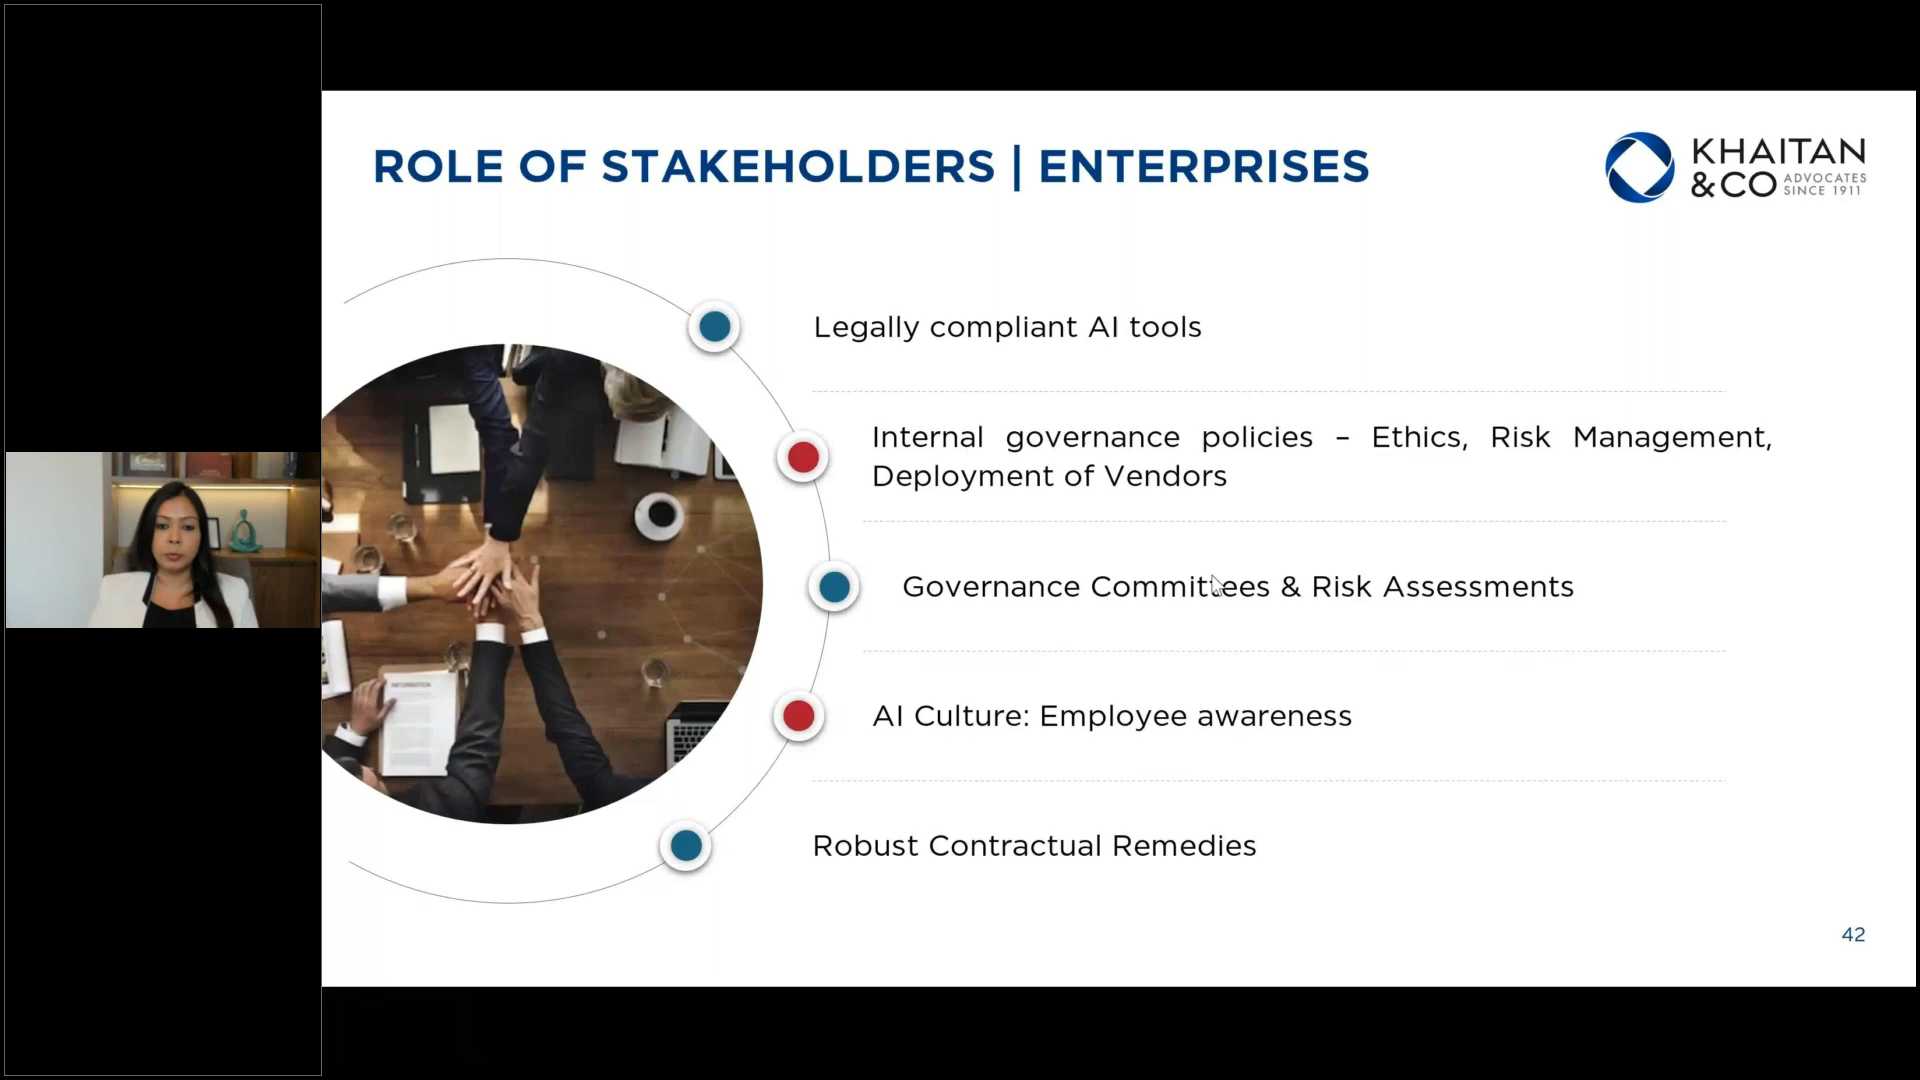 ROLE OF STAKEHOLDERS | ENTERPRISES
KHAITAN
&CO ADVOCATES
SINCE 1911
Legally compliant AI tools
Internal governance policies – Ethics, Risk Management,
Deployment of Vendors
Governance Committees & Risk Assessments
AI Culture: Employee awareness
Robust Contractual Remedies
INFORMATION
42